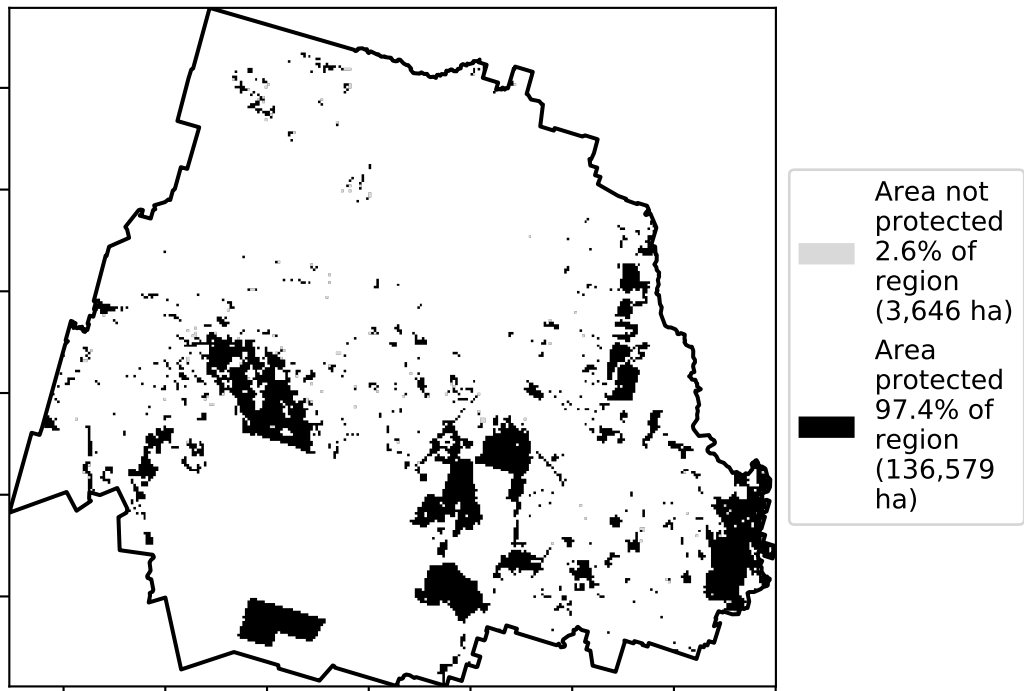 Area not
protected
2.6% of
region
(3,646 ha)
Area
protected
97.4% of
region
(136,579
ha)